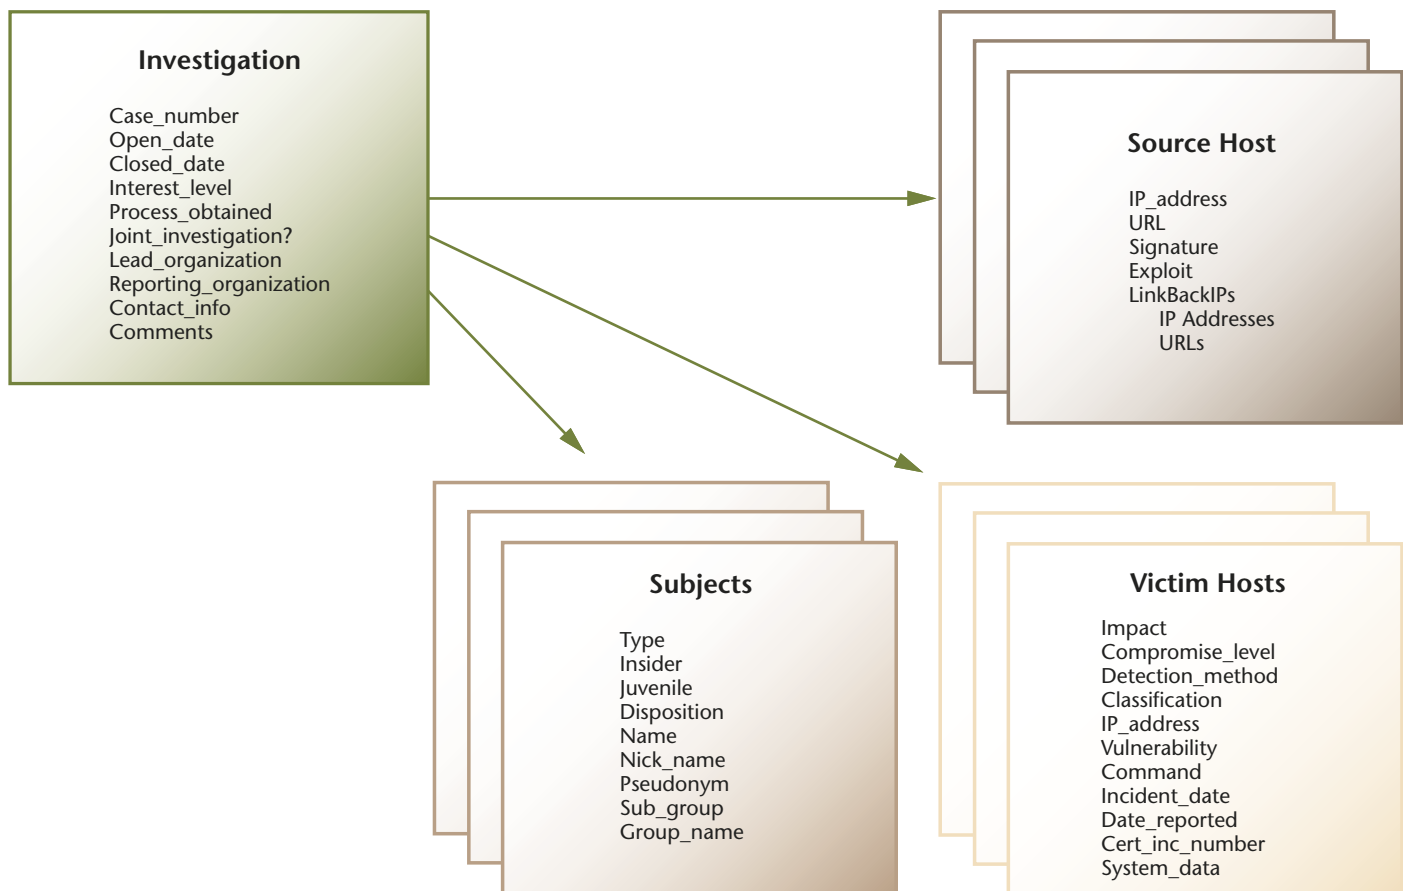 Investigation
Case_number
Open_date
Closed_date
Interest_level
Process_obtained
Joint_investigation?
Lead_organization
Reporting_organization
Contact_info
Comments
Source Host
IP_address
URL
Signature
Exploit
LinkBackIPs
IP Addresses
URLs
Subjects
Type
Insider
Juvenile
Disposition
Name
Nick_name
Pseudonym
Sub_group
Group_name
Victim Hosts
Impact
Compromise_level
Detection_method
Classification
IP_address
Vulnerability
Command
Incident_date
Date_reported
Cert_inc_number
System_data